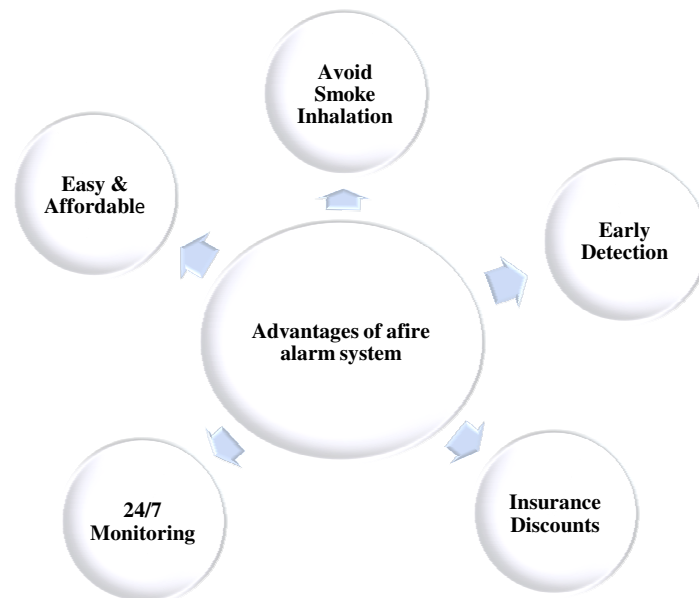 Avoid
Smoke
Inhalation
Easy &
Affordable
Early
Detection
Advantages of afire
alarm system
24/7
Monitoring
Insurance
Discounts